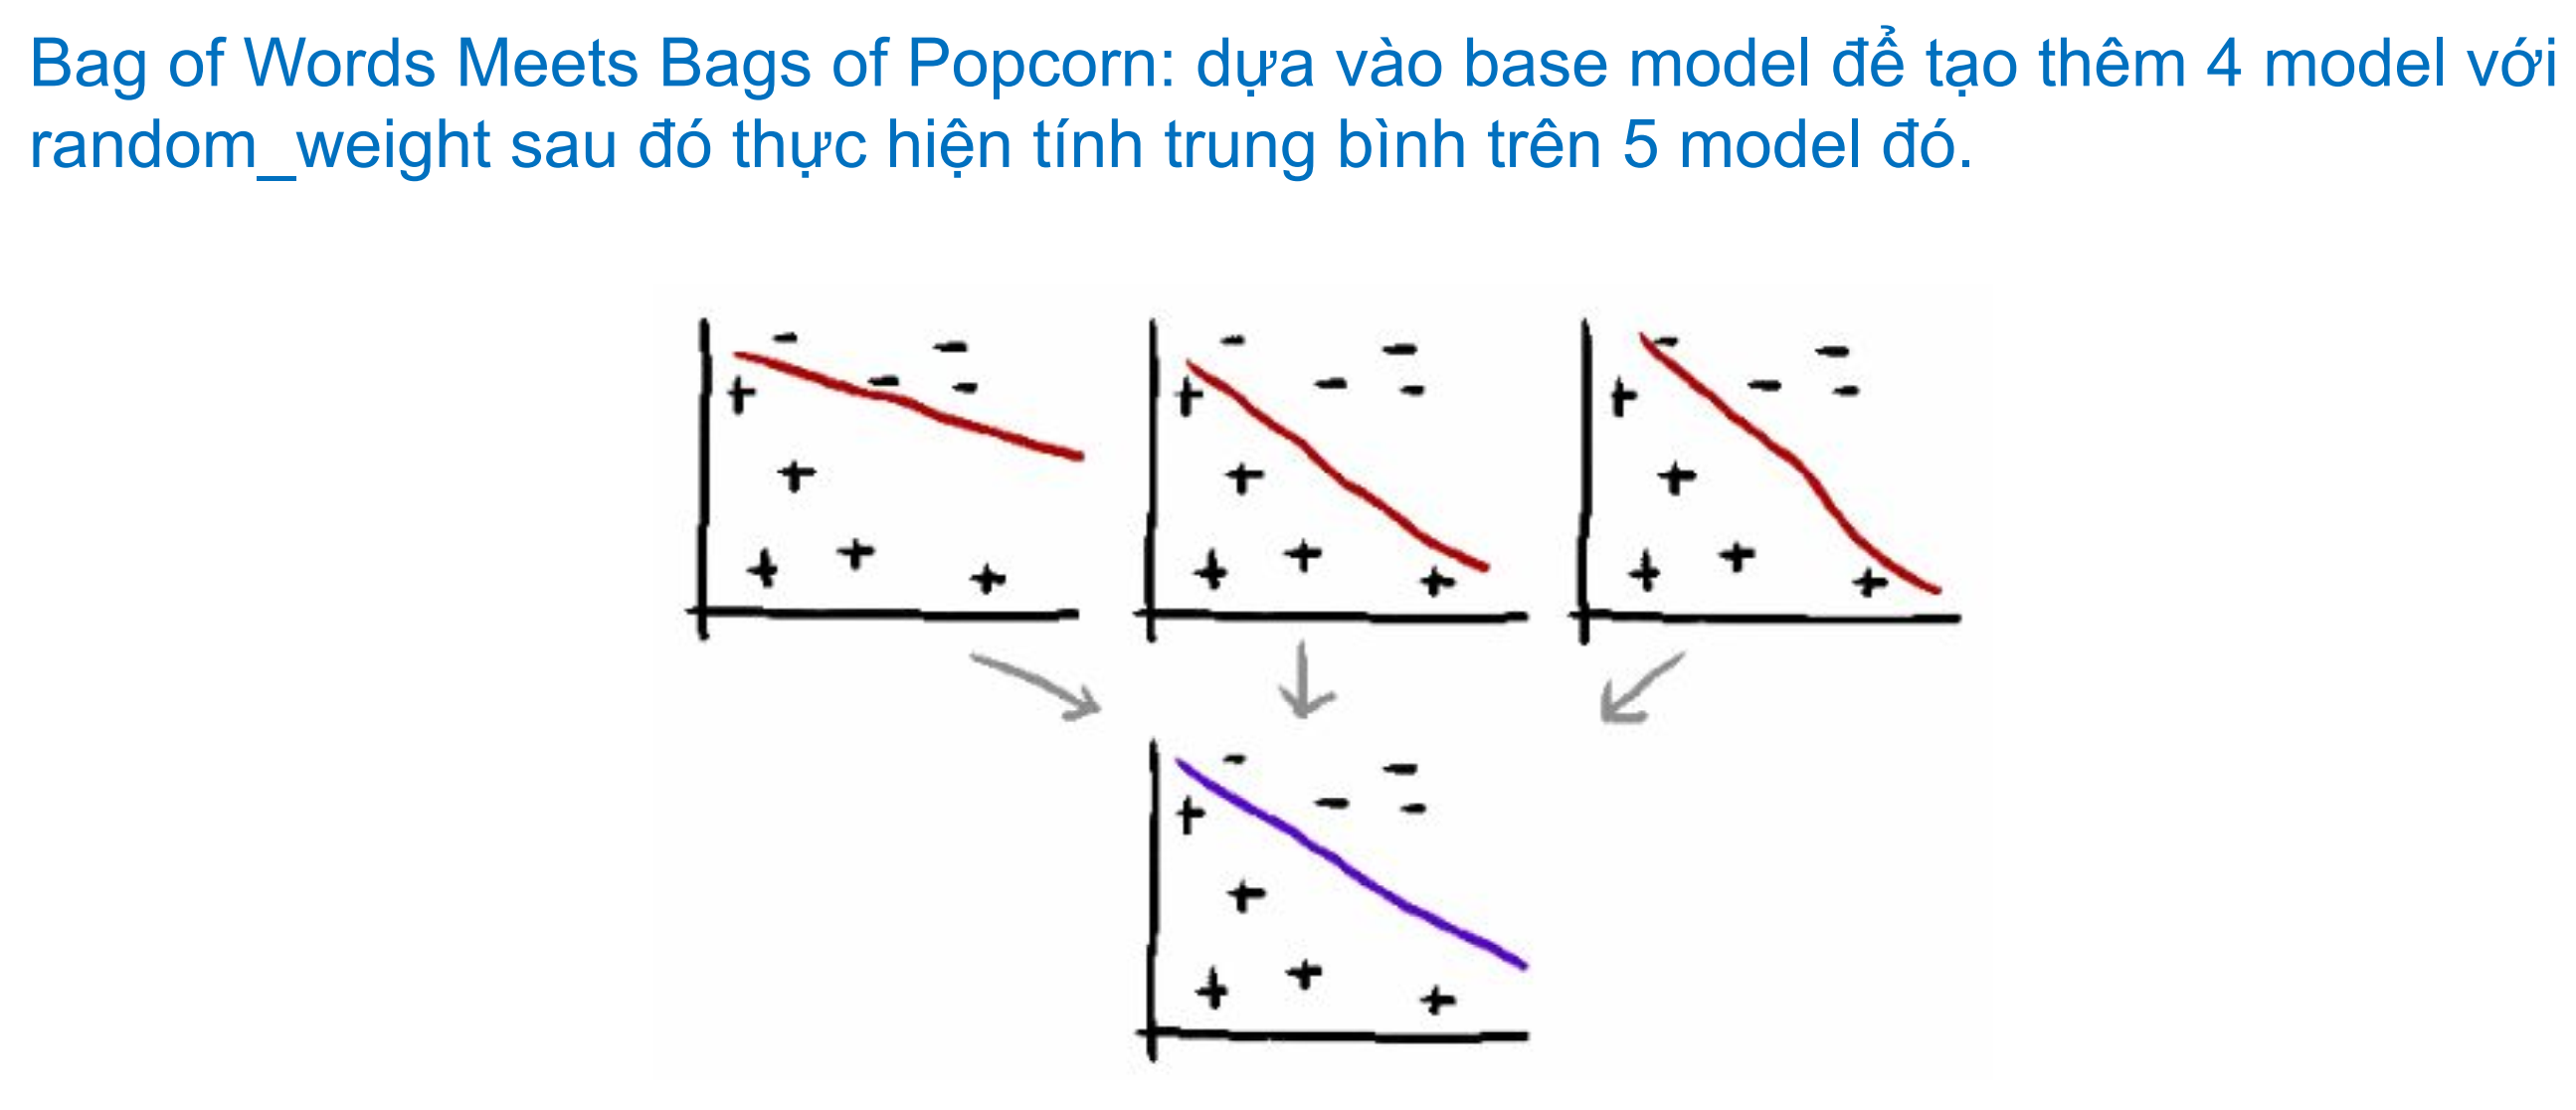 Bag of Words Meets Bags of Popcorn: dựa vào base model để tạo thêm 4 model với
random_weight sau đó thực hiện tính trung bình trên 5 model đó.